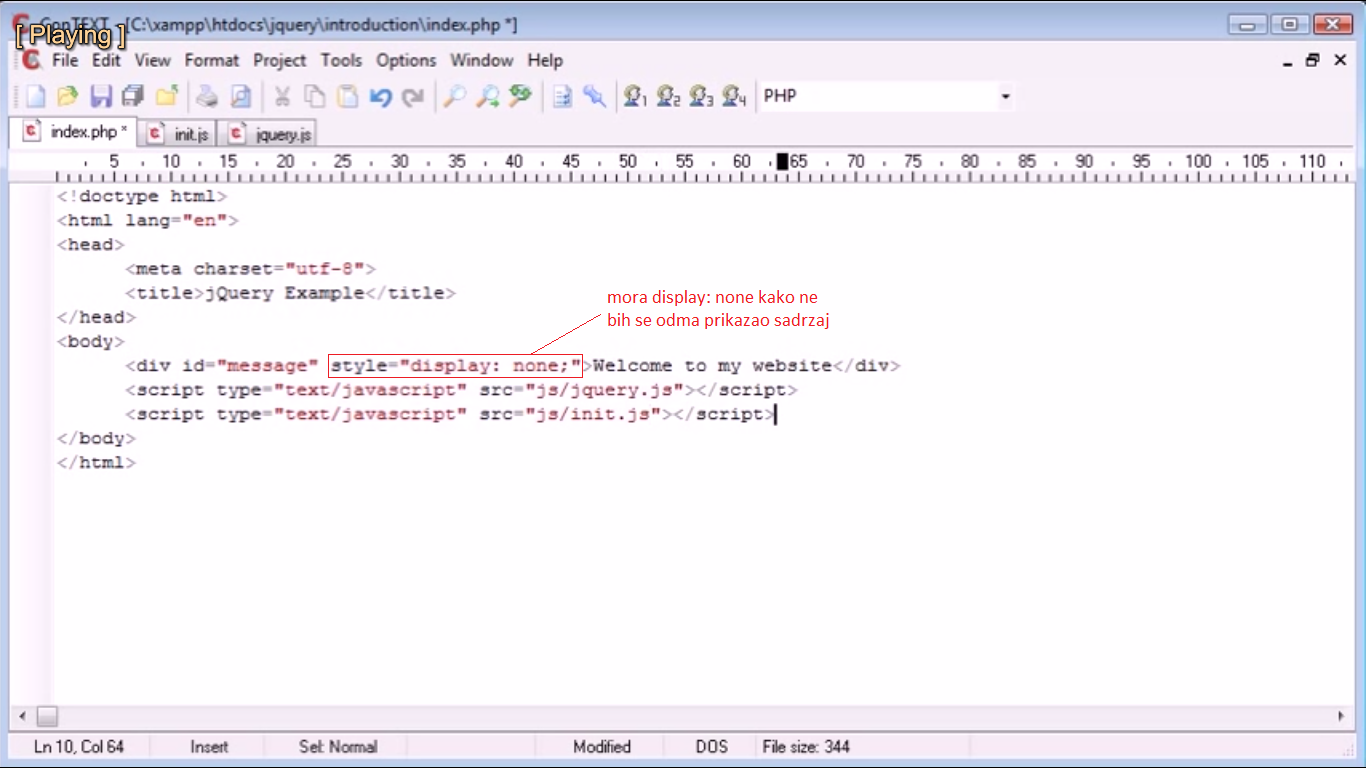 ConTEXT - [C:\xampp\htdocs\jquery\introduction\index.php *]
[ Playing ]
File Edit View Format Project Tools Options Window Help
1 2 3 4 PHP
index.php * init.js jquery.js
5 10 15 20 25 30 35 40 45 50 55 60 65 70 75 80 85 90 95 100 105 110
<!doctype html>
<html lang="en">
<head>
<meta charset="utf-8">
<title>jQuery Example</title>
mora display: none kako ne
bih se odma prikazao sadrzaj
</head>
<body>
<div id="message" style="display: none;">Welcome to my website</div>
<script type="text/javascript" src="js/jquery.js"></script>
<script type="text/javascript" src="js/init.js"></script>
</body>
</html>
Ln 10, Col 64 Insert Sel: Normal Modified DOS File size: 344